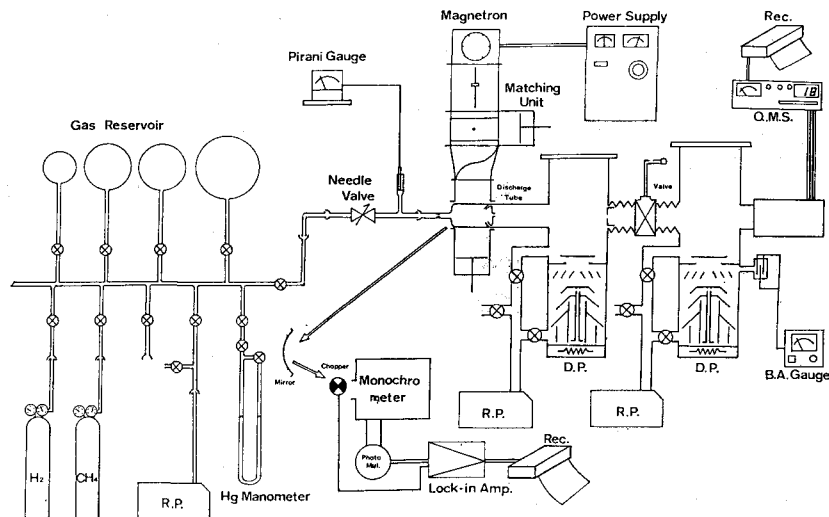 Magnetron
Power Supply
Rec.
Pirani Gauge
Matching
Unit
18
Q.M.S.
Gas Reservoir
Needle
Valve
Discharge
Tube
Valve
Mirror
Chopper
Monochro
meter
D.P.
D.P.
B.A. Gauge
R.P.
R.P.
Photo
Mul.
Rec.
H2
CH4
R.P.
Hg Manometer
Lock-in Amp.